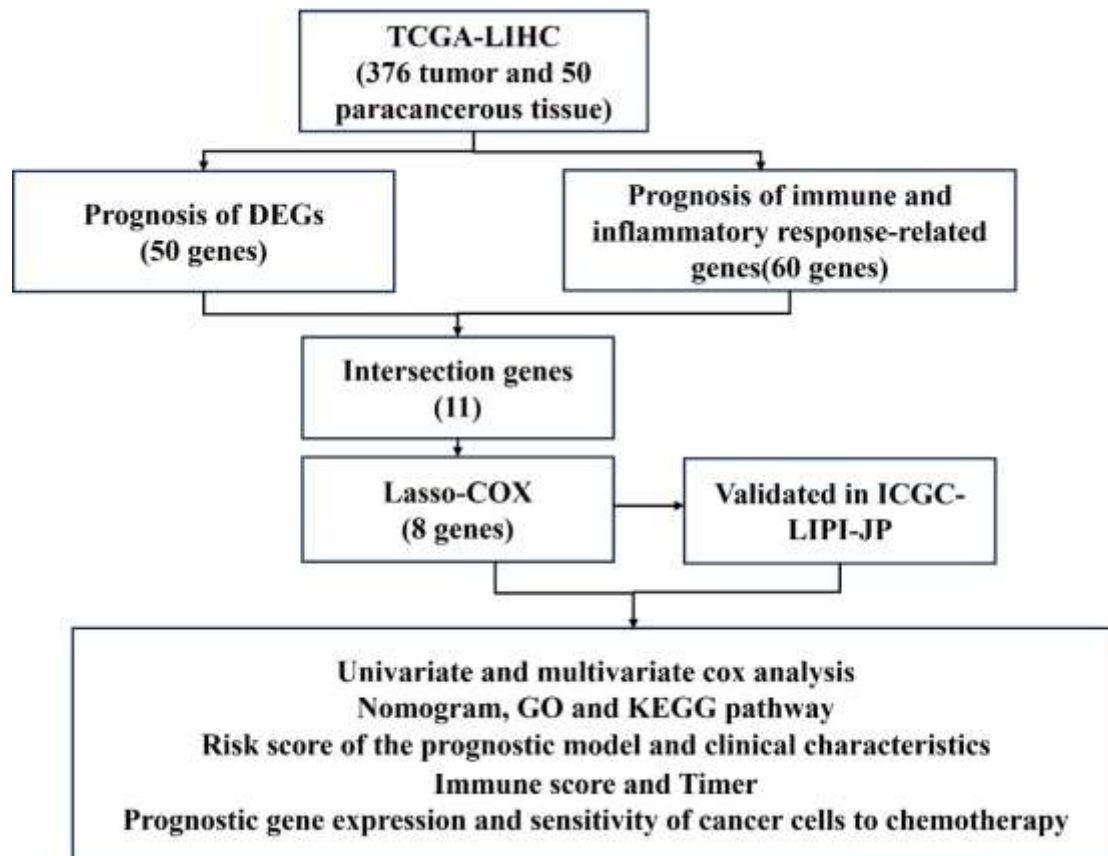 TCGA-LIHC
(376 tumor and 50
paracancerous tissue)
Prognosis of DEGs
(50 genes)
Prognosis of immune and
inflammatory response-related
genes(60 genes)
Intersection genes
(11)
Lasso-COX
(8 genes)
Validated in ICGC-
LIPI-JP
Univariate and multivariate cox analysis
Nomogram, GO and KEGG pathway
Risk score of the prognostic model and clinical characteristics
Immune score and Timer
Prognostic gene expression and sensitivity of cancer cells to chemotherapy